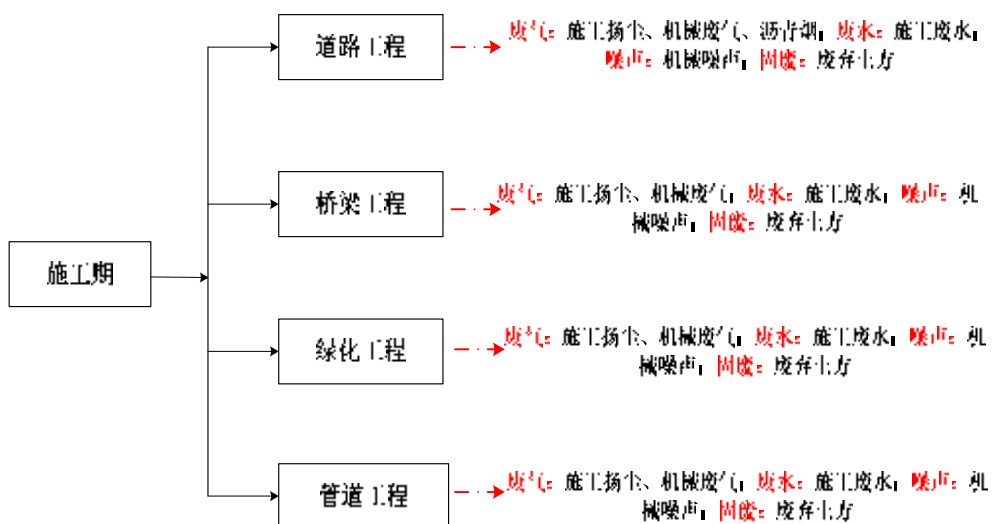 道路工程
废气：施工扬尘、机械废气、沥青烟；废水：施工废水；
噪声：机械噪声；固废：废弃土方
桥梁工程
废气：施工扬尘、机械废气；废水：施工废水；噪声：机
械噪声；固废：废弃土方
施工期
绿化工程
废气：施工扬尘、机械废气；废水：施工废水；噪声：机
械噪声；固废：废弃土方
管道工程
废气：施工扬尘、机械废气；废水：施工废水；噪声：机
械噪声；固废：废弃土方